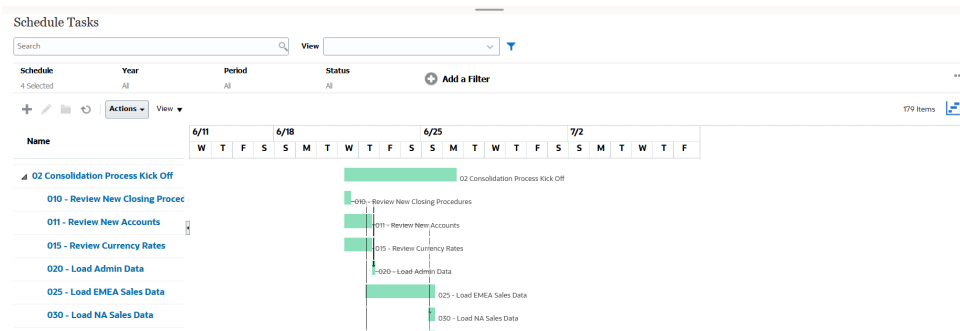 Schedule Tasks
Search View
Schedule Year Period Status
Add a Filter
4 Selected All All All
Actions View 179 Items
6/11 6/18 6/25 7/2
Name
W T F S S M T W T F S S M T W T F S S M T W T F
02 Consolidation Process Kick Off 02 Consolidation Process Kick Off
010 - Review New Closing Proced 010 - Review New Closing Procedures
011 - Review New Accounts 011 - Review New Accounts
015 - Review Currency Rates 015 - Review Currency Rates
020 - Load Admin Data 020 - Load Admin Data
025 - Load EMEA Sales Data 025 - Load EMEA Sales Data
030 - Load NA Sales Data 030 - Load NA Sales Data